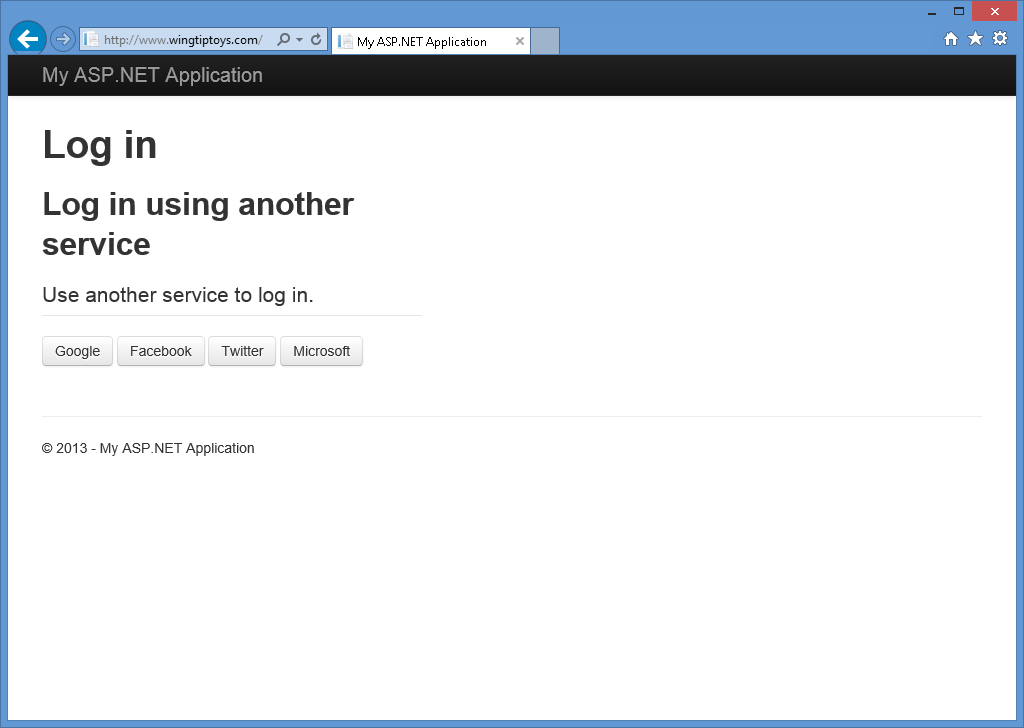 http://www.wingtiptoys.com/
My ASP.NET Application
My ASP.NET Application
Log in
Log in using another
service
Use another service to log in.
Google Facebook Twitter Microsoft
© 2013 - My ASP.NET Application